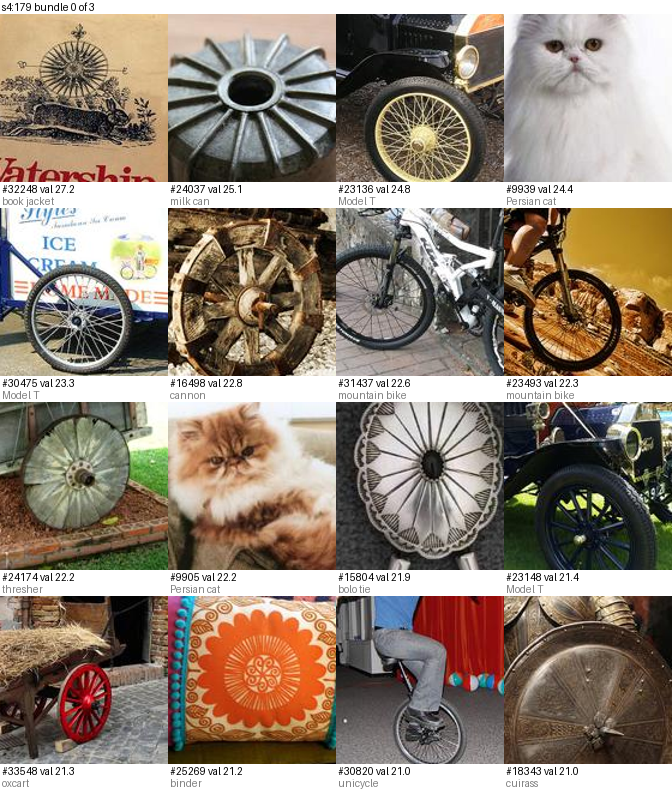 s4:179 bundle 0 of 3
Watership
#32248 val 27.2
book jacket
#24037 val 25.1
milk can
#23136 val 24.8
Model T
#9939 val 24.4
Persian cat
ICE
CREAM
HOME MADE
#30475 val 23.3
Model T
#16498 val 22.8
cannon
#31437 val 22.6
mountain bike
#23493 val 22.3
mountain bike
#24174 val 22.2
thresher
#9905 val 22.2
Persian cat
#15804 val 21.9
bolo tie
#23148 val 21.4
Model T
#33548 val 21.3
oxcart
#25269 val 21.2
binder
#30820 val 21.0
unicycle
#18343 val 21.0
cuirass